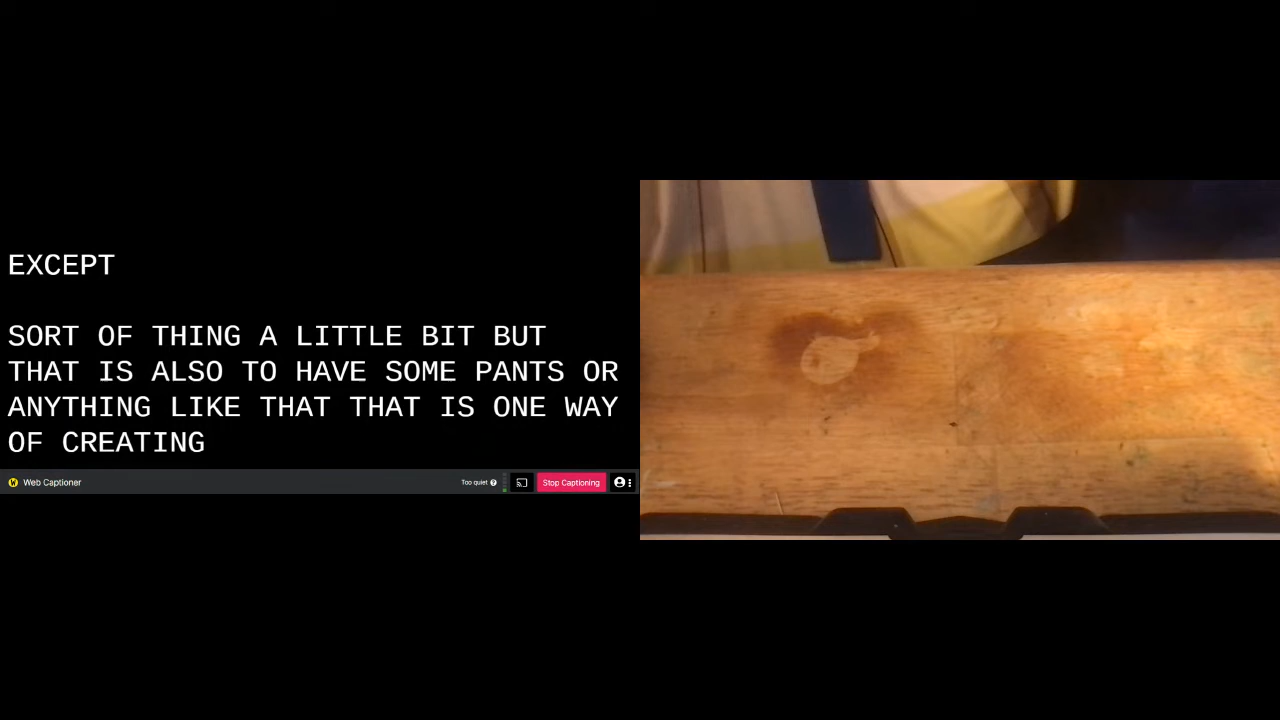 EXCEPT
SORT OF THING A LITTLE BIT BUT
THAT IS ALSO TO HAVE SOME PANTS OR
ANYTHING LIKE THAT THAT IS ONE WAY
OF CREATING
W Web Captioner Too quiet ? Stop Captioning